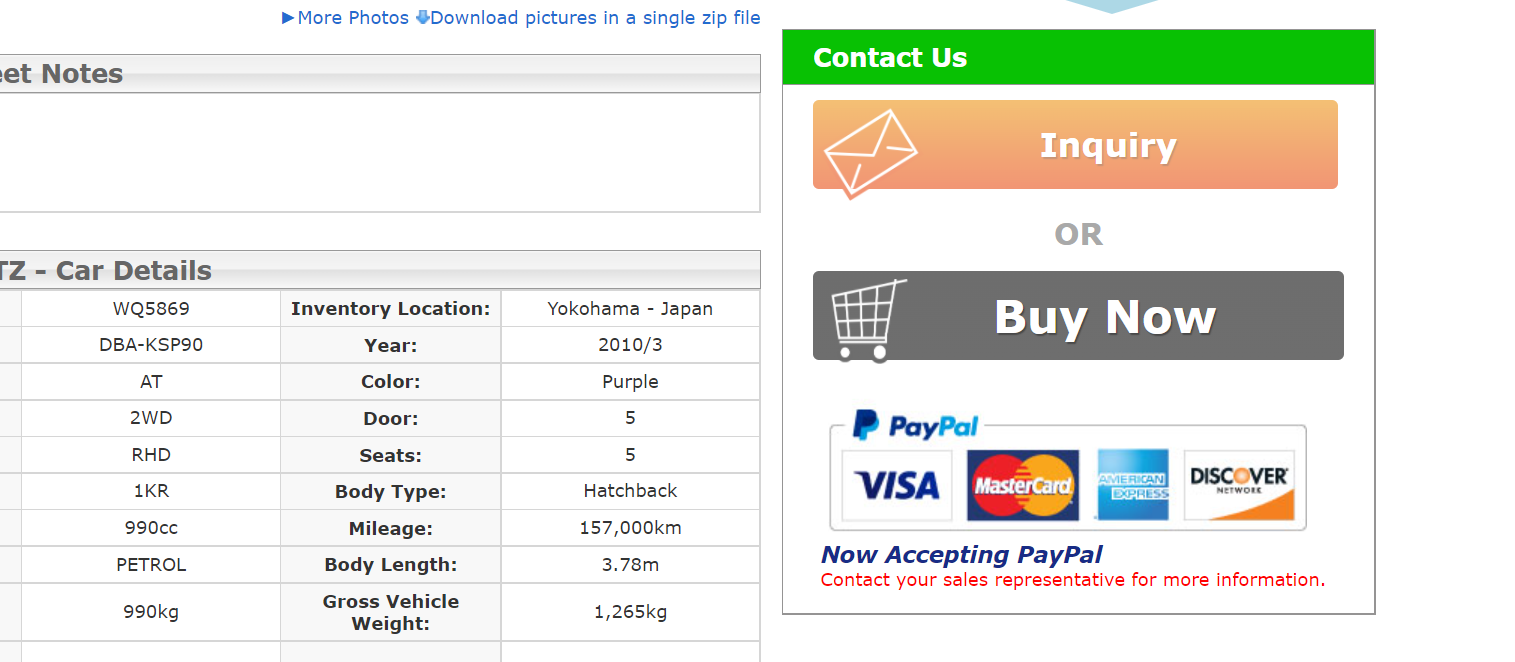 More Photos Download pictures in a single zip file
eet Notes
TZ - Car Details
WQ5869 Inventory Location: Yokohama - Japan
DBA-KSP90 Year: 2010/3
AT Color: Purple
2WD Door: 5
RHD Seats: 5
1KR Body Type: Hatchback
990cc Mileage: 157,000km
PETROL Body Length: 3.78m
990kg Gross Vehicle Weight: 1,265kg
Contact Us
Inquiry
OR
Buy Now
PayPal
VISA MasterCard AMERICAN EXPRESS DISCOVER NETWORK
Now Accepting PayPal
Contact your sales representative for more information.